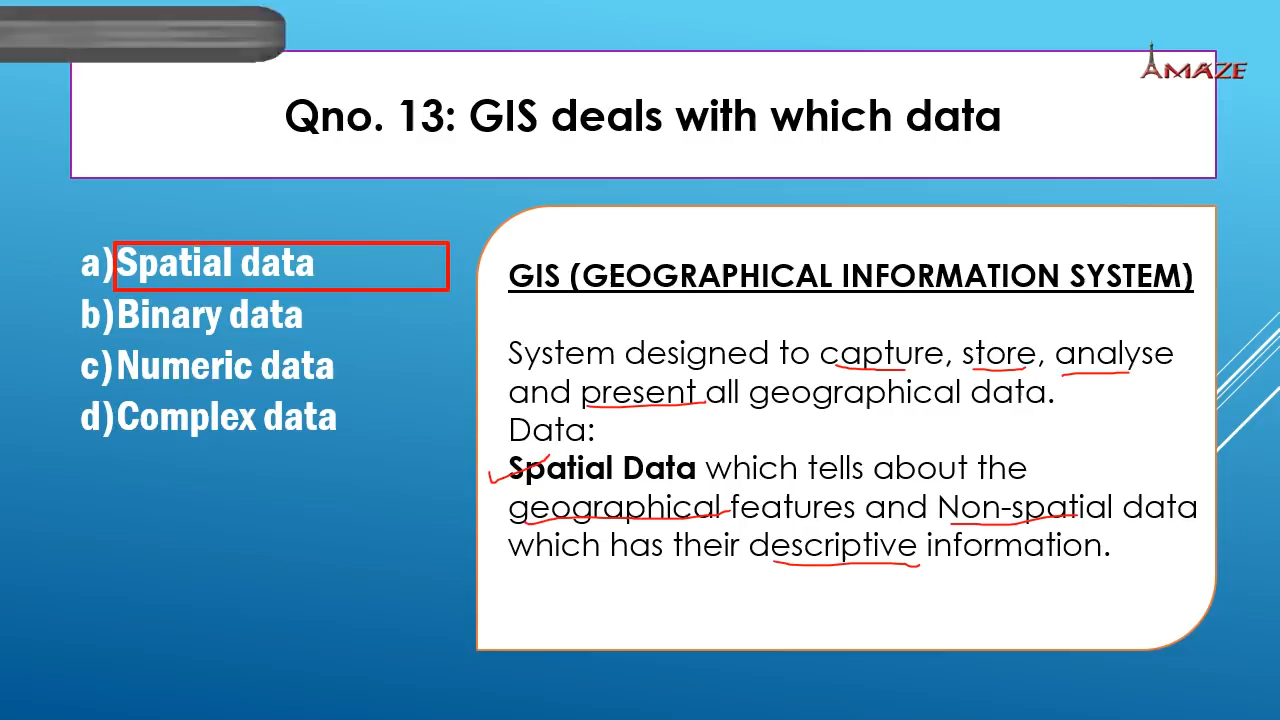 AMAZE
Qno. 13: GIS deals with which data
a)Spatial data
b)Binary data
c)Numeric data
d)Complex data
GIS (GEOGRAPHICAL INFORMATION SYSTEM)
System designed to capture, store, analyse
and present all geographical data.
Data:
Spatial Data which tells about the
geographical features and Non-spatial data
which has their descriptive information.